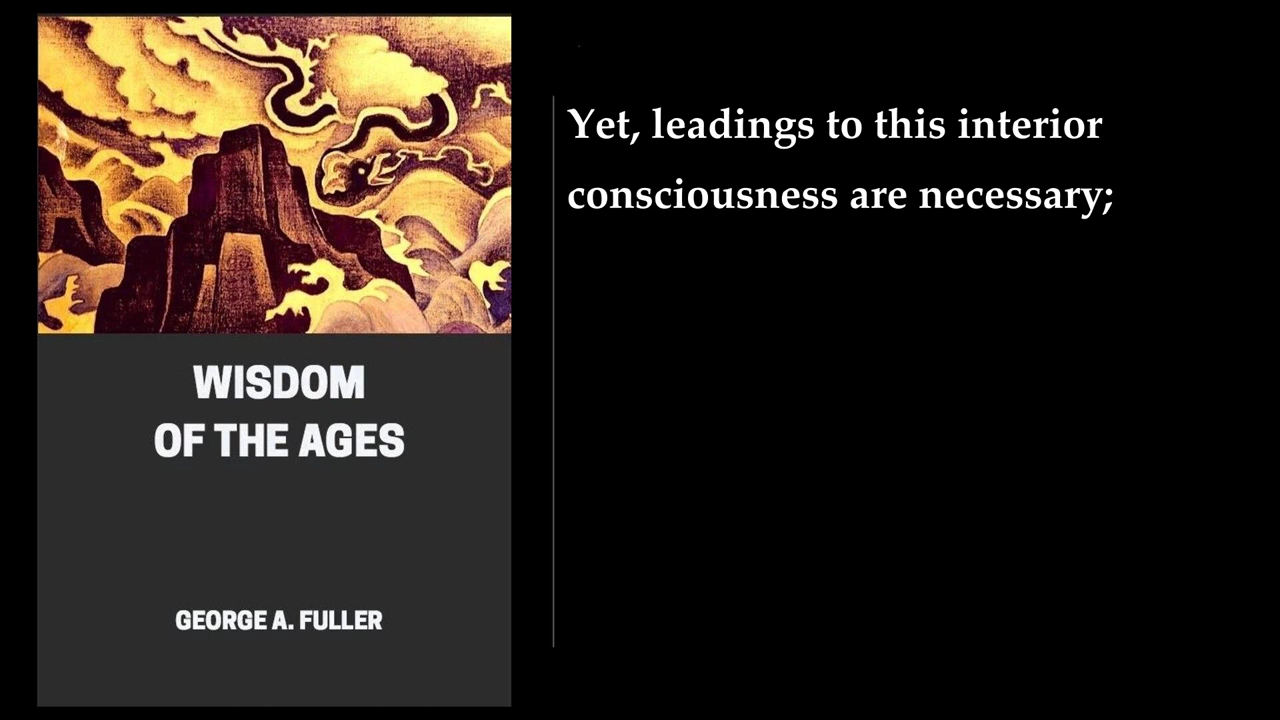 WISDOM
OF THE AGES
GEORGE A. FULLER
Yet, leadings to this interior
consciousness are necessary;